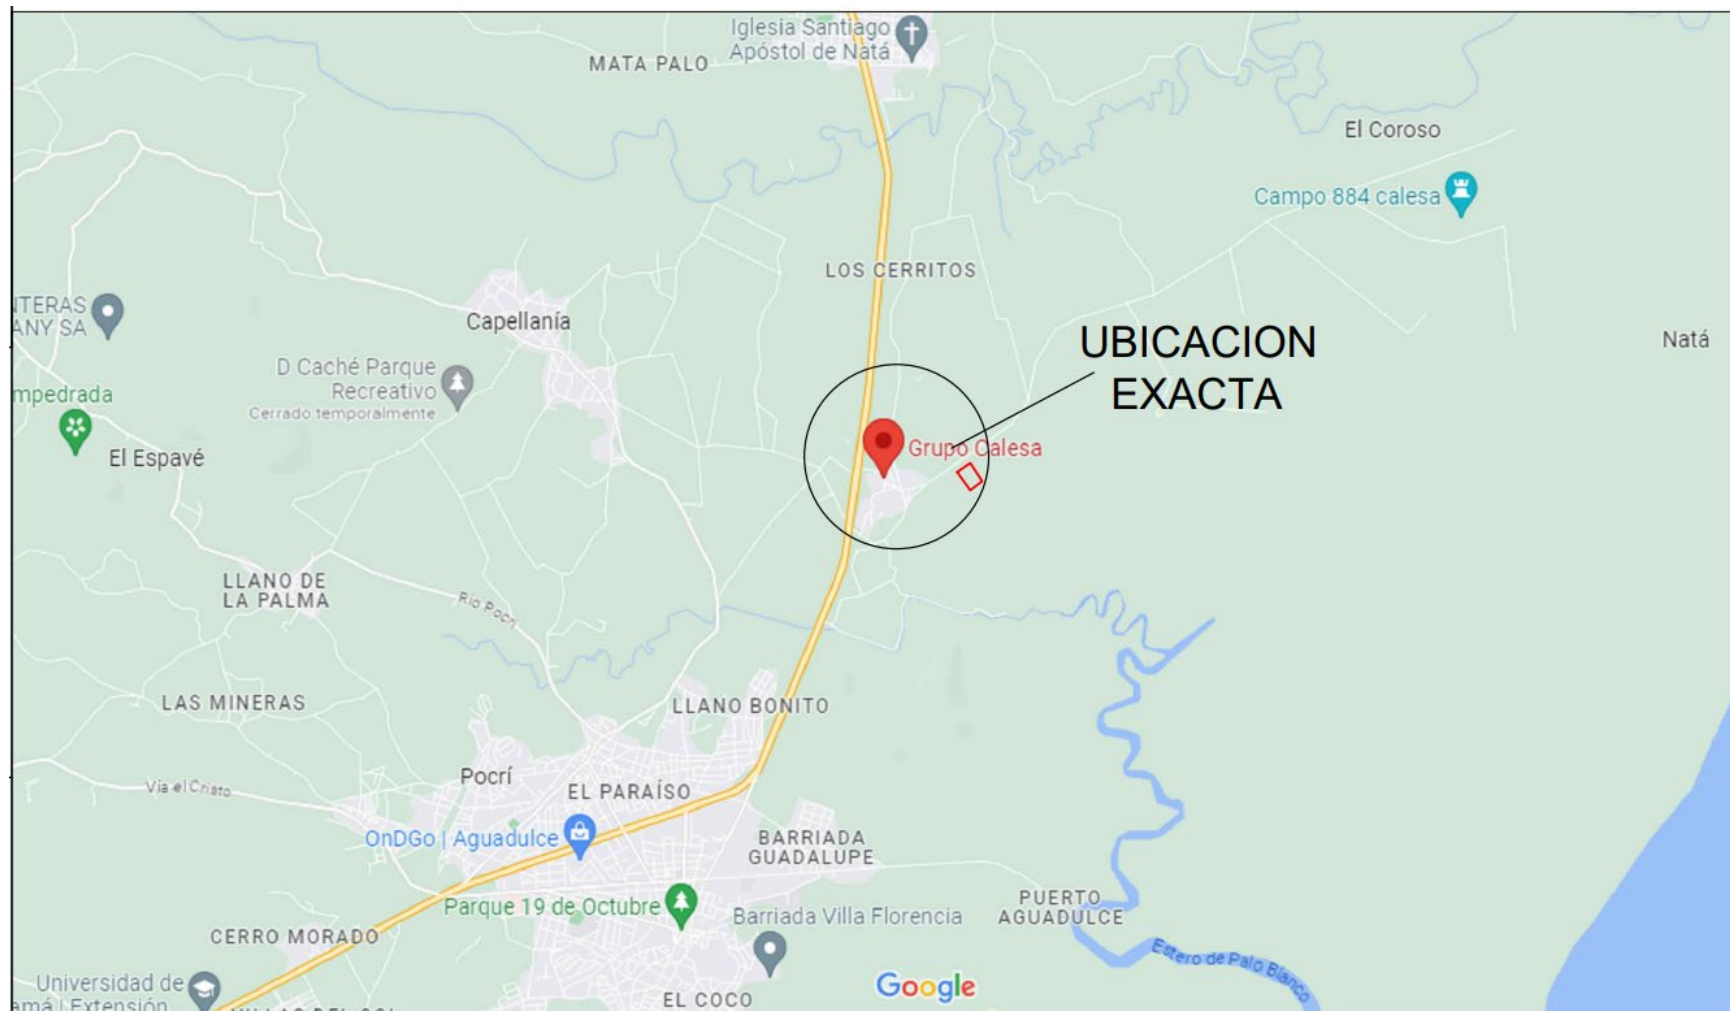 Iglesia Santiago
Apóstol de Natá
MATA PALO
El Coroso
Campo 884 calesa
LOS CERRITOS
Capellanía
UBICACION
EXACTA
Natá
D Caché Parque
Recreativo
Cerrado temporalmente
El Espavé
Grupo Calesa
LLANO DE
LA PALMA
Río Pocrí
LAS MINERAS
LLANO BONITO
Pocrí
Vía el Cristo
EL PARAÍSO
OnDGo | Aguadulce
BARRIADA
GUADALUPE
Parque 19 de Octubre
Barriada Villa Florencia
PUERTO
AGUADULCE
CERRO MORADO
Estero de Palo Blanco
Universidad de
Extensión
Google
EL COCO